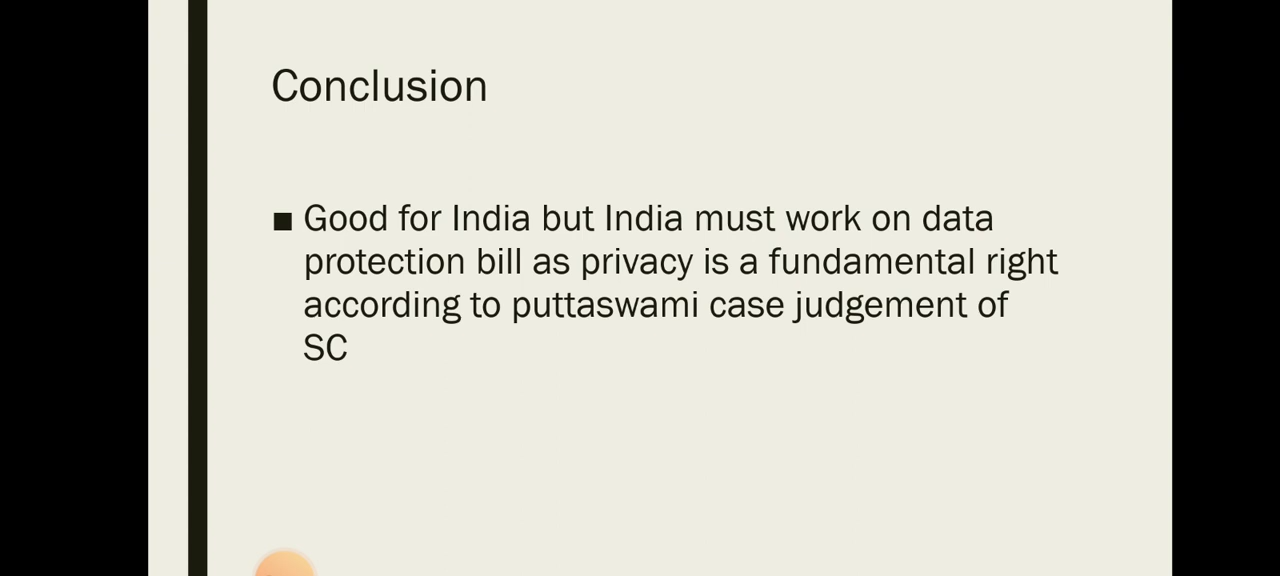 Conclusion
■ Good for India but India must work on data
protection bill as privacy is a fundamental right
according to puttaswami case judgement of
SC